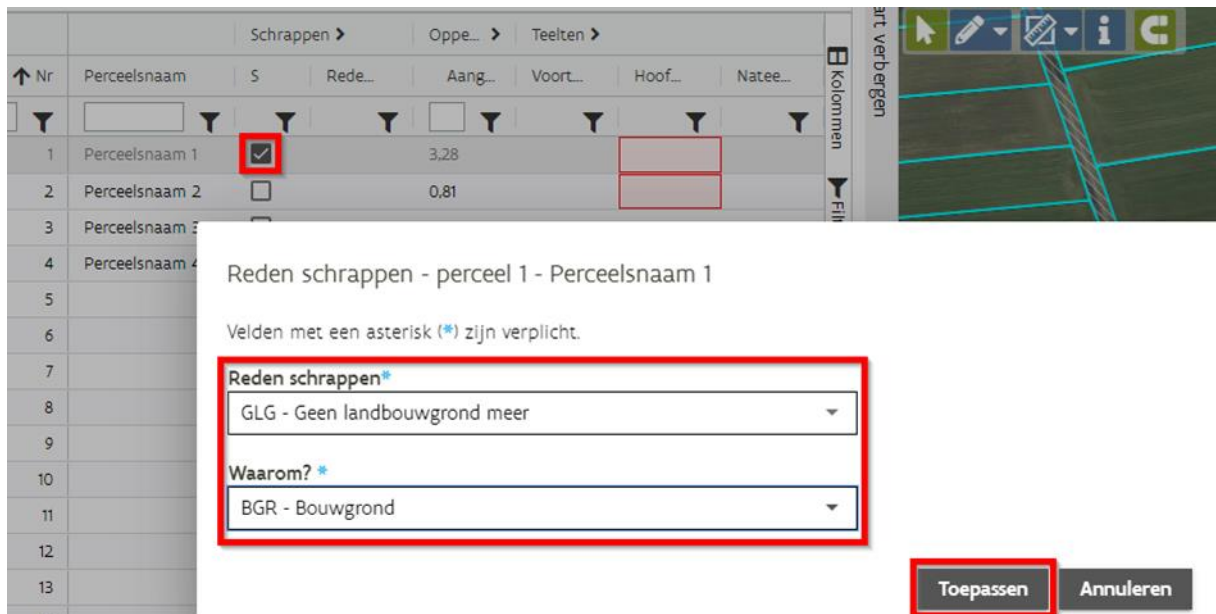 Schrappen > Oppe... > Teelten >
Nr Perceelsnaam S Rede... Aang... Voort... Hoof... Natee...
1 Perceelsnaam 1 3,28
2 Perceelsnaam 2 0,81
3 Perceelsnaam
4 Perceelsnaam
5
6
7
8
9
10
11
12
13
Kolommen
Filt
art verbergen
Reden schrappen - perceel 1 - Perceelsnaam 1
Velden met een asterisk (*) zijn verplicht.
Reden schrappen*
GLG - Geen landbouwgrond meer
Waarom? *
BGR - Bouwgrond
Toepassen Annuleren